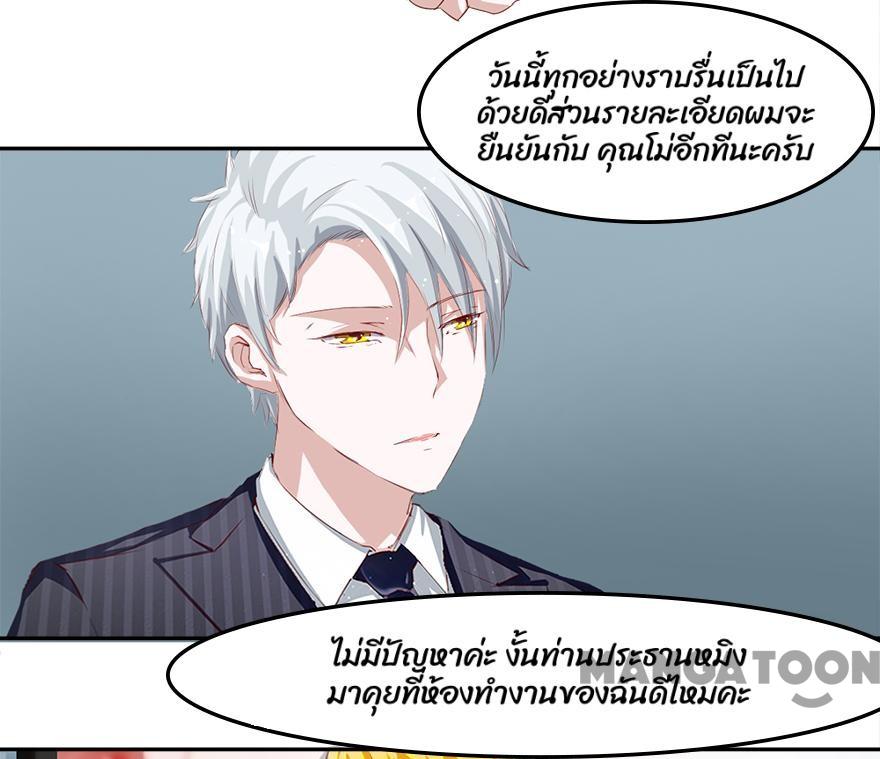 วันนี้ทุกอย่างราบรื่นเป็นไป
ด้วยดีส่วนรายละเอียดผมจะ
ยืนยันกับ คุณโม่อีกทีนะครับ
ไม่มีปัญหาค่ะ งั้นท่านประธานหมิง
มาคุยที่ห้องทำงานของฉันดีไหมคะ
MANGATOON